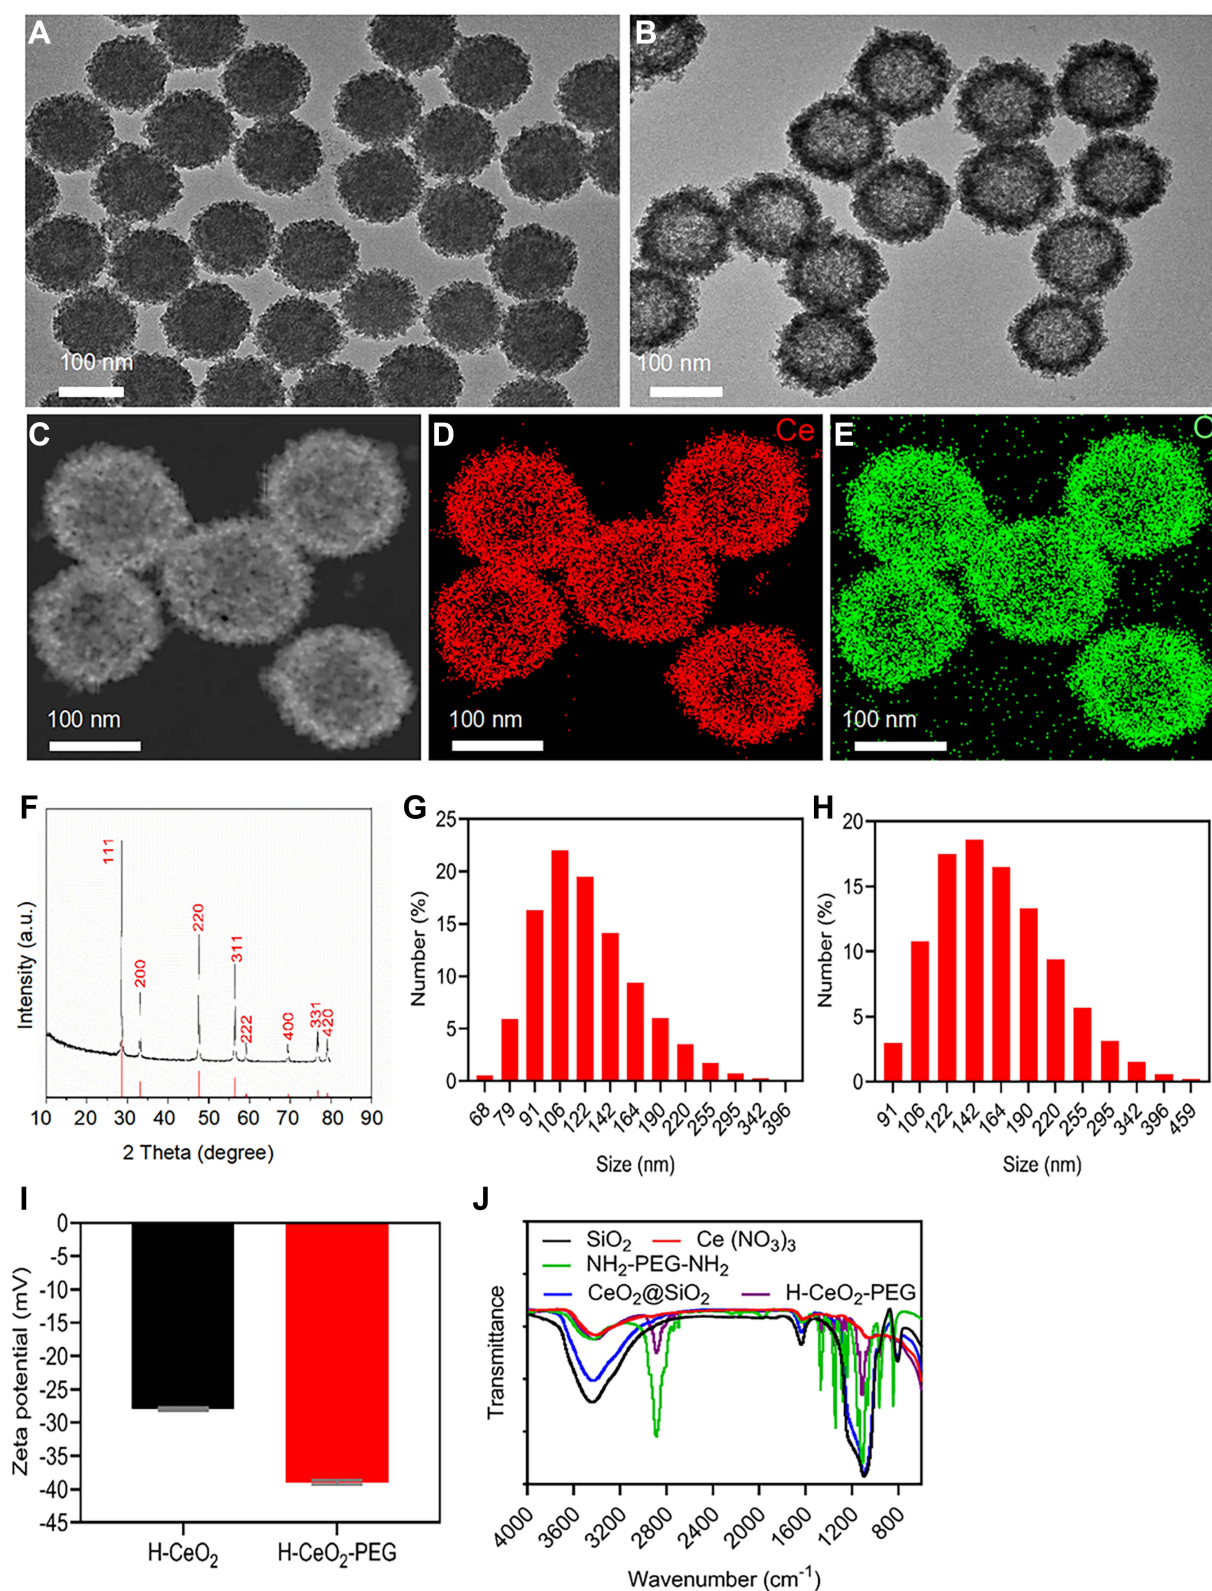 A
100 nm
B
100 nm
C
100 nm
D
Ce
100 nm
E
O
100 nm
F
Intensity (a.u.)
111
200
220
311
222
400
331
420
10 20 30 40 50 60 70 80 90
2 Theta (degree)
G
Number (%)
25
20
15
10
5
0
68 79 91 106 122 142 164 190 220 255 295 342 396
Size (nm)
H
Number (%)
20
15
10
5
0
91 106 122 142 164 190 220 255 295 342 396 459
Size (nm)
I
Zeta potential (mV)
0
-5
-10
-15
-20
-25
-30
-35
-40
-45
H-CeO₂ H-CeO₂-PEG
J
Transmittance
SiO₂ Ce (NO₃)₃
NH₂-PEG-NH₂
CeO₂@SiO₂ H-CeO₂-PEG
4000 3600 3200 2800 2400 2000 1600 1200 800
Wavenumber (cm⁻¹)